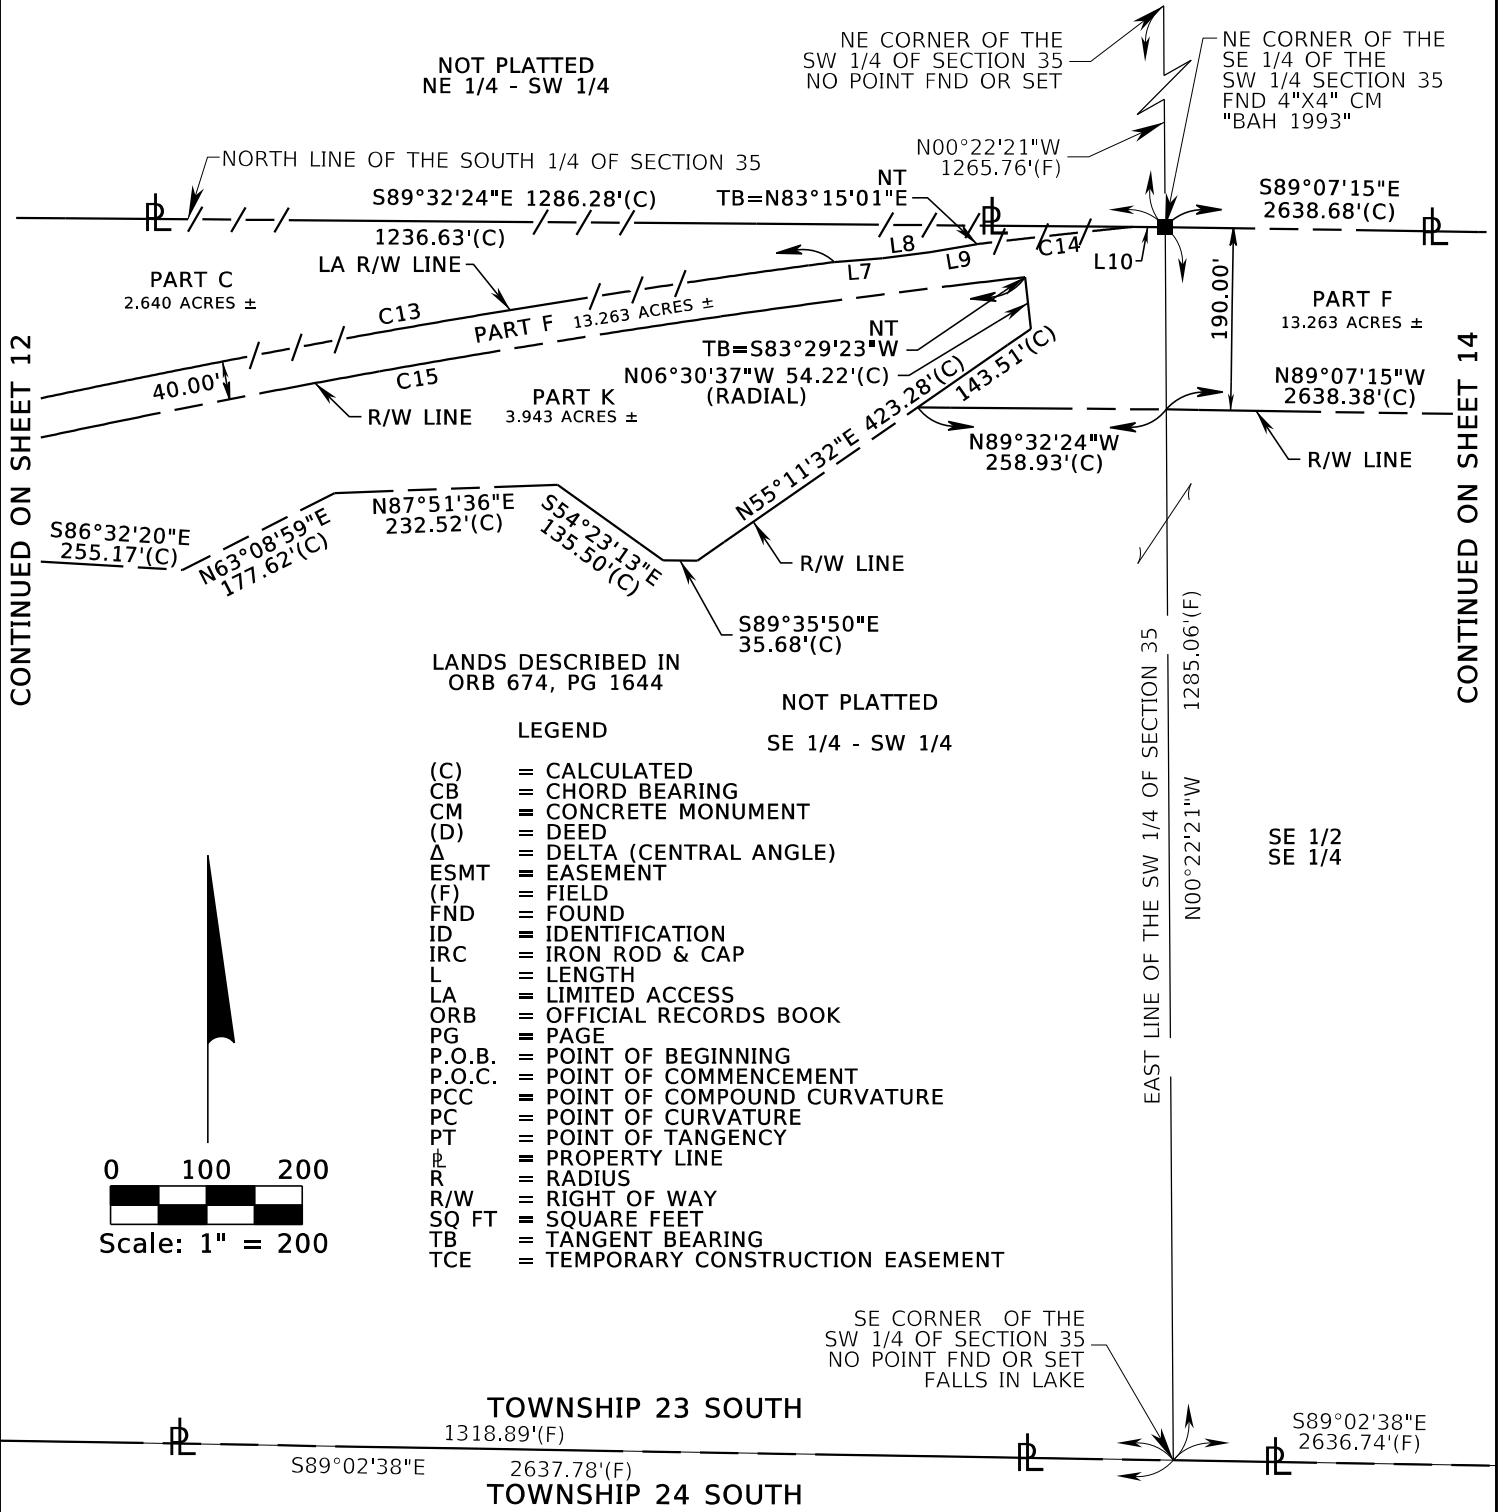 NOT PLATTED
NE 1/4 - SW 1/4
NE CORNER OF THE
SW 1/4 OF SECTION 35
NO POINT FND OR SET
NE CORNER OF THE
SE 1/4 OF THE
SW 1/4 SECTION 35
FND 4"X4" CM
"BAH 1993"
N00°22'21"W
1265.76'(F)
NORTH LINE OF THE SOUTH 1/4 OF SECTION 35
S89°32'24"E 1286.28'(C)
NT
TB=N83°15'01"E
S89°07'15"E
2638.68'(C)
PL
PL
PL
1236.63'(C)
LA R/W LINE
L8
L7
L9
C14
L10
PART C
2.640 ACRES ±
C13
PART F 13.263 ACRES ±
190.00'
PART F
13.263 ACRES ±
CONTINUED ON SHEET 12
CONTINUED ON SHEET 14
40.00'
C15
R/W LINE
PART K
3.943 ACRES ±
NT
TB=S83°29'23"W
N06°30'37"W 54.22'(C)
(RADIAL)
143.51'(C)
N55°11'32"E 423.28'(C)
N89°07'15"W
2638.38'(C)
N89°32'24"W
258.93'(C)
R/W LINE
S86°32'20"E
255.17'(C)
N63°08'59"E
177.62'(C)
N87°51'36"E
232.52'(C)
S54°23'13"E
135.50'(C)
R/W LINE
S89°35'50"E
35.68'(C)
LANDS DESCRIBED IN
ORB 674, PG 1644
NOT PLATTED
SE 1/4 - SW 1/4
EAST LINE OF THE SW 1/4 OF SECTION 35
N00°22'21"W 1285.06'(F)
SE 1/2
SE 1/4
LEGEND
(C) = CALCULATED
CB = CHORD BEARING
CM = CONCRETE MONUMENT
(D) = DEED
Δ = DELTA (CENTRAL ANGLE)
ESMT = EASEMENT
(F) = FIELD
FND = FOUND
ID = IDENTIFICATION
IRC = IRON ROD & CAP
L = LENGTH
LA = LIMITED ACCESS
ORB = OFFICIAL RECORDS BOOK
PG = PAGE
P.O.B. = POINT OF BEGINNING
P.O.C. = POINT OF COMMENCEMENT
PCC = POINT OF COMPOUND CURVATURE
PC = POINT OF CURVATURE
PT = POINT OF TANGENCY
PL = PROPERTY LINE
R = RADIUS
R/W = RIGHT OF WAY
SQ FT = SQUARE FEET
TB = TANGENT BEARING
TCE = TEMPORARY CONSTRUCTION EASEMENT
0 100 200
Scale: 1" = 200
SE CORNER OF THE
SW 1/4 OF SECTION 35
NO POINT FND OR SET
FALLS IN LAKE
TOWNSHIP 23 SOUTH
1318.89'(F)
PL
PL
PL
S89°02'38"E
2636.74'(F)
S89°02'38"E 2637.78'(F)
TOWNSHIP 24 SOUTH